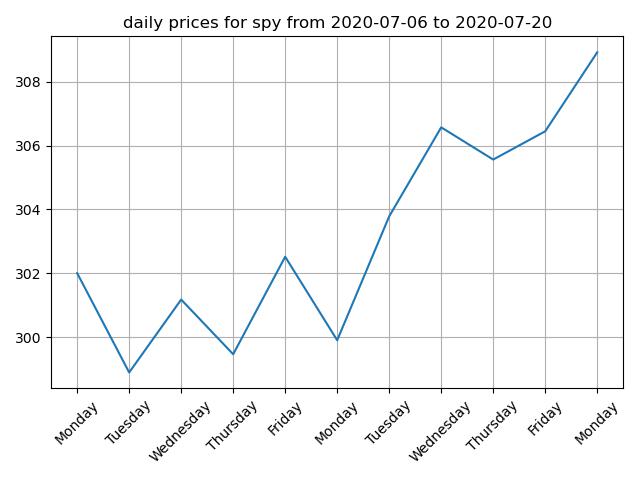 daily prices for spy from 2020-07-06 to 2020-07-20
308
306
304
302
300
Monday
Tuesday
Wednesday
Thursday
Friday
Monday
Tuesday
Wednesday
Thursday
Friday
Monday